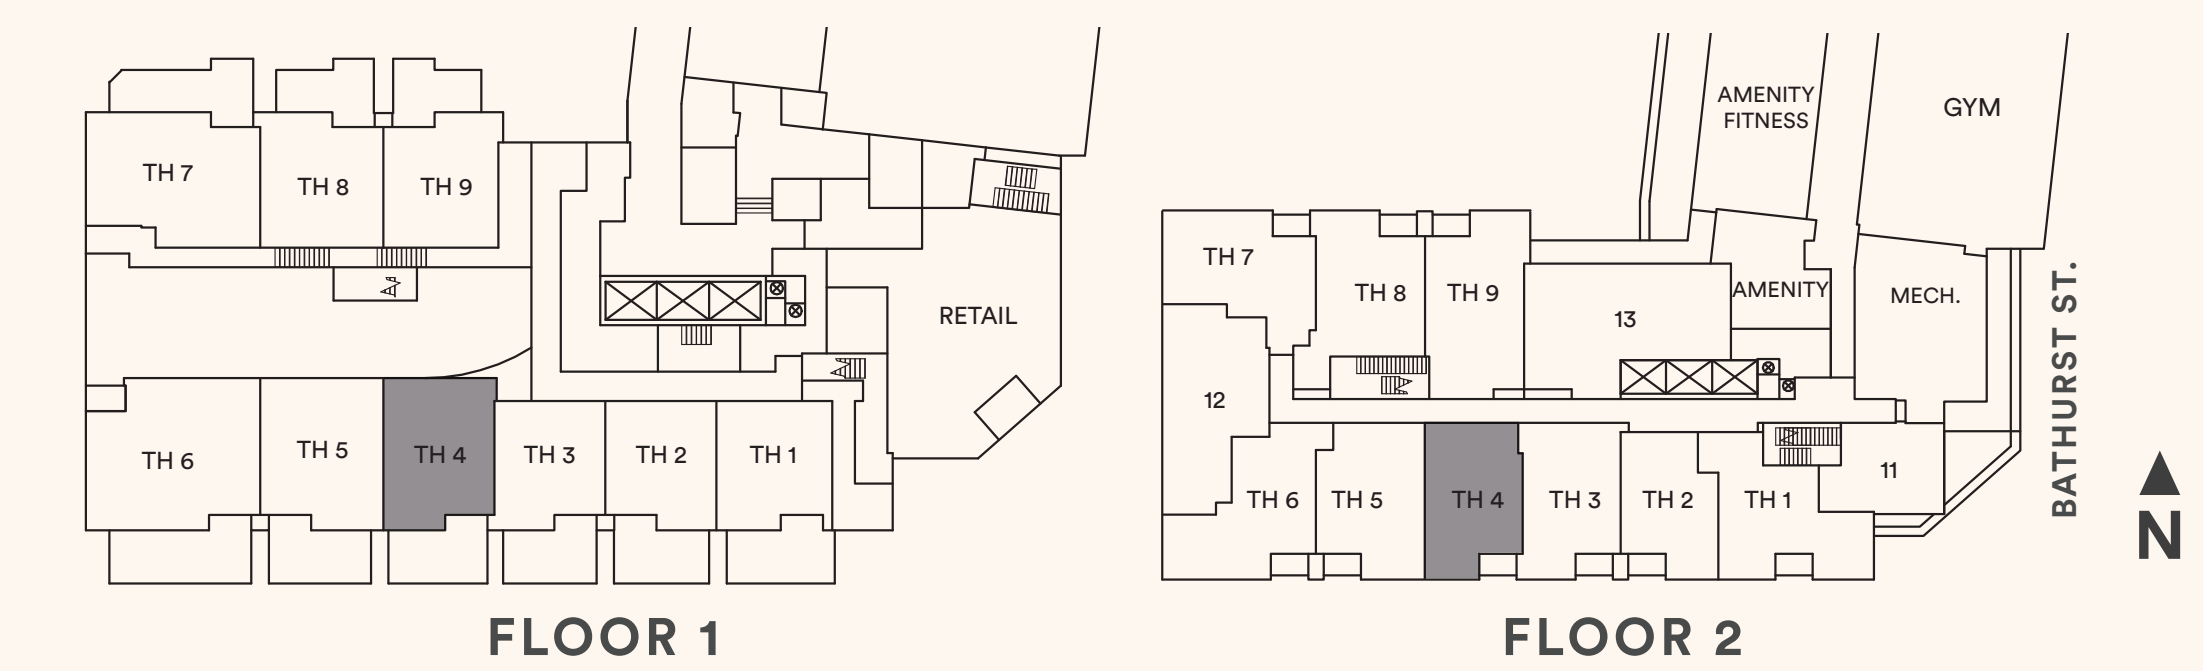 TH 7
TH 8
TH 9
RETAIL
TH 6
TH 5
TH 4
TH 3
TH 2
TH 1
FLOOR 1
AMENITY
FITNESS
GYM
TH 7
TH 8
TH 9
13
AMENITY
MECH.
12
11
TH 6
TH 5
TH 4
TH 3
TH 2
TH 1
BATHURST ST.
N
FLOOR 2